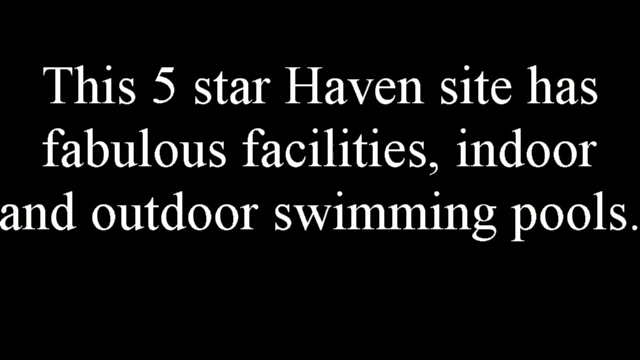 This 5 star Haven site has
fabulous facilities, indoor
and outdoor swimming pools.